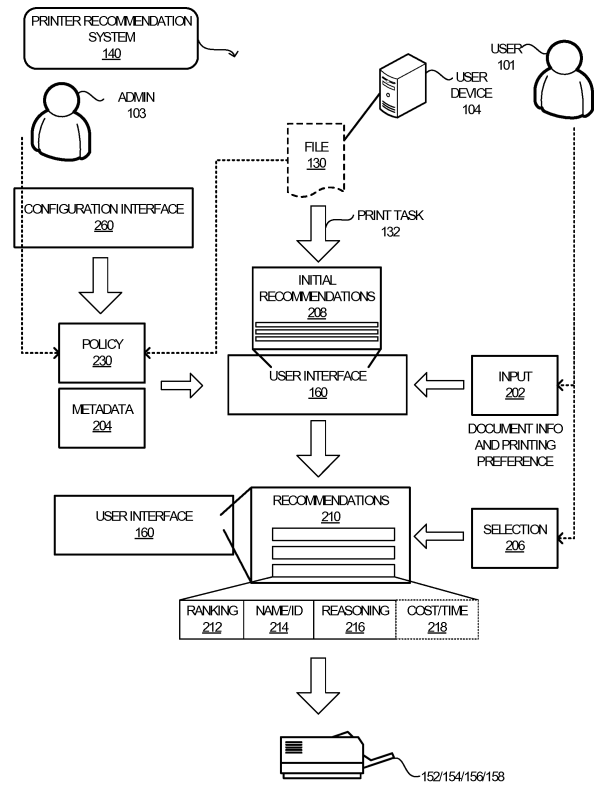 PRINTER RECOMMENDATION
SYSTEM
140
ADMIN
103
USER
101
USER
DEVICE
104
FILE
130
CONFIGURATION INTERFACE
260
PRINT TASK
132
INITIAL
RECOMMENDATIONS
208
POLICY
230
METADATA
204
USER INTERFACE
160
INPUT
202
DOCUMENT INFO
AND PRINTING
PREFERENCE
USER INTERFACE
160
RECOMMENDATIONS
210
SELECTION
206
RANKING
212
NAME/ID
214
REASONING
216
COST/TIME
218
152/154/156/158